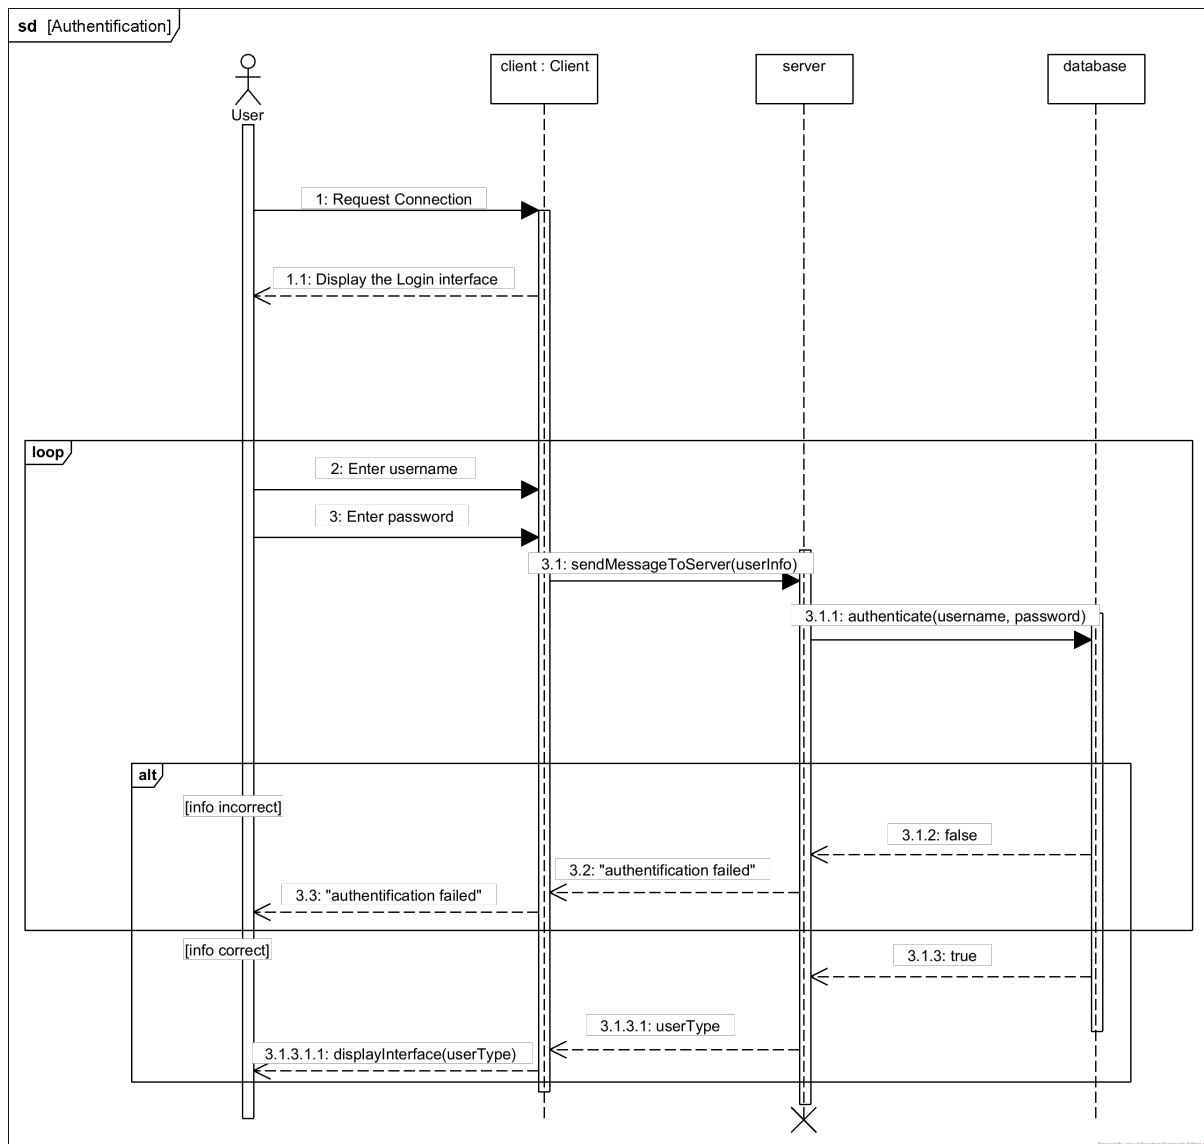 sd [Authentification]
client : Client
server
database
User
1: Request Connection
1.1: Display the Login interface
loop
2: Enter username
3: Enter password
3.1: sendMessageToServer(userInfo)
3.1.1: authenticate(username, password)
alt
[info incorrect]
3.1.2: false
3.2: "authentification failed"
3.3: "authentification failed"
[info correct]
3.1.3: true
3.1.3.1: userType
3.1.3.1.1: displayInterface(userType)